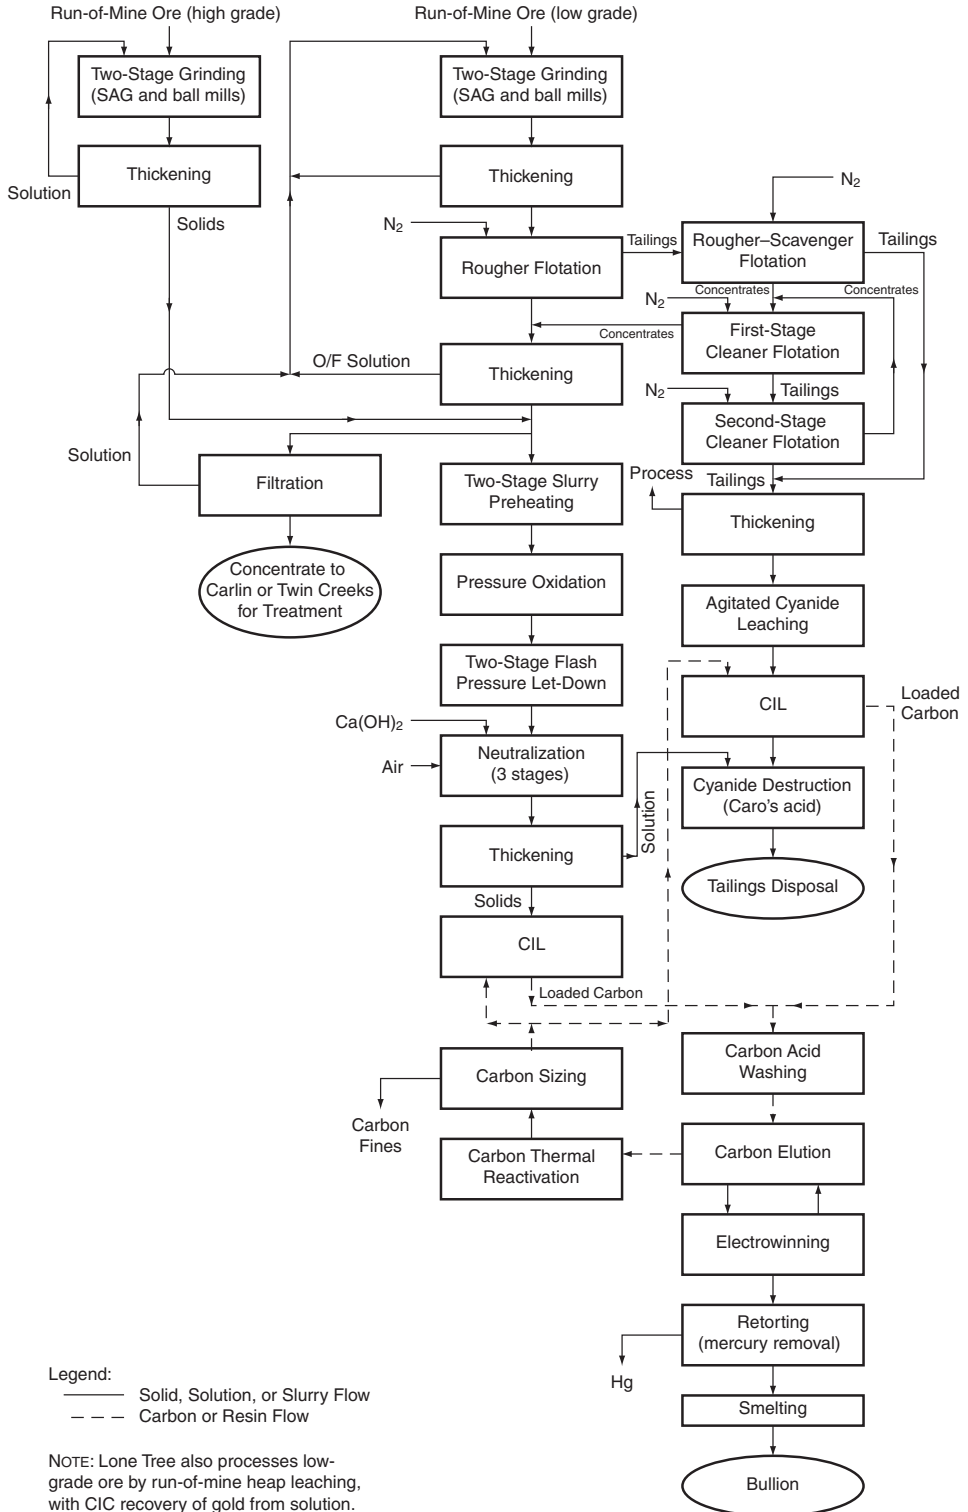 Run-of-Mine Ore (high grade)
Run-of-Mine Ore (low grade)
Two-Stage Grinding
(SAG and ball mills)
Two-Stage Grinding
(SAG and ball mills)
Thickening
Thickening
Solution
Solids
N2
N2
Rougher Flotation
Tailings
Rougher–Scavenger
Flotation
Tailings
Concentrates
Concentrates
N2
First-Stage
Cleaner Flotation
Concentrates
O/F Solution
Thickening
Tailings
N2
Second-Stage
Cleaner Flotation
Solution
Filtration
Two-Stage Slurry
Preheating
Process
Tailings
Thickening
Concentrate to
Carlin or Twin Creeks
for Treatment
Pressure Oxidation
Agitated Cyanide
Leaching
Two-Stage Flash
Pressure Let-Down
CIL
Loaded
Carbon
Ca(OH)2
Air
Neutralization
(3 stages)
Cyanide Destruction
(Caro's acid)
Solution
Thickening
Tailings Disposal
Solids
CIL
Loaded Carbon
Carbon Acid
Washing
Carbon Sizing
Carbon
Fines
Carbon Thermal
Reactivation
Carbon Elution
Electrowinning
Retorting
(mercury removal)
Hg
Smelting
Bullion
Legend:
Solid, Solution, or Slurry Flow
Carbon or Resin Flow
NOTE: Lone Tree also processes low-
grade ore by run-of-mine heap leaching,
with CIC recovery of gold from solution.